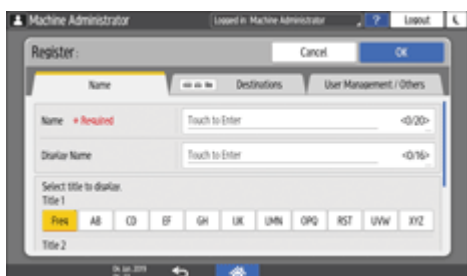 Machine Administrator
Logged in Machine Administrator
?
Logout
Register :
Cancel
OK
Name
Destinations
User Management / Others
Name
+ Required
Touch to Enter
<0/20>
Display Name
Touch to Enter
<0/16>
Select title to display.
Title 1
Freq. AB CD EF GH IJK LMN OPQ RST UVW XYZ
Title 2